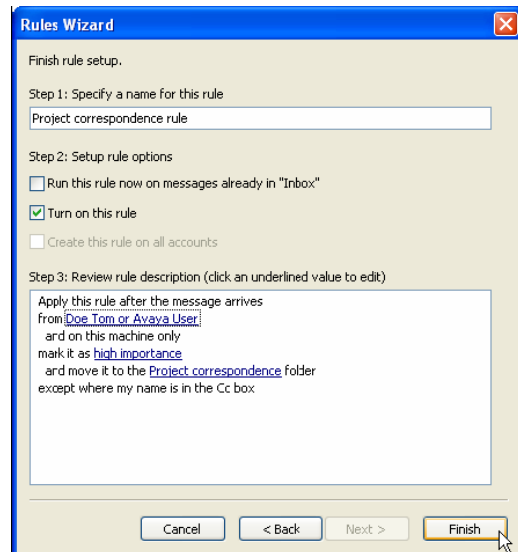 Rules Wizard
Finish rule setup.
Step 1: Specify a name for this rule
Project correspondence rule
Step 2: Setup rule options
Run this rule now on messages already in "Inbox"
Turn on this rule
Create this rule on all accounts
Step 3: Review rule description (click an underlined value to edit)
Apply this rule after the message arrives
from Doe Tom or Avaya User
and on this machine only
mark it as high importance
and move it to the Project correspondence folder
except where my name is in the Cc box
Cancel < Back Next > Finish